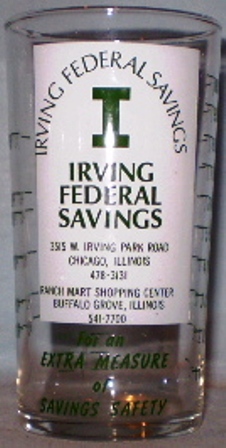 IRVING FEDERAL SAVINGS
I
IRVING
FEDERAL
SAVINGS
3515 W. IRVING PARK ROAD
CHICAGO, ILLINOIS
478-3131
RANCH MART SHOPPING CENTER
BUFFALO GROVE, ILLINOIS
541-7700
For an
EXTRA MEASURE
of
SAVINGS SAFETY